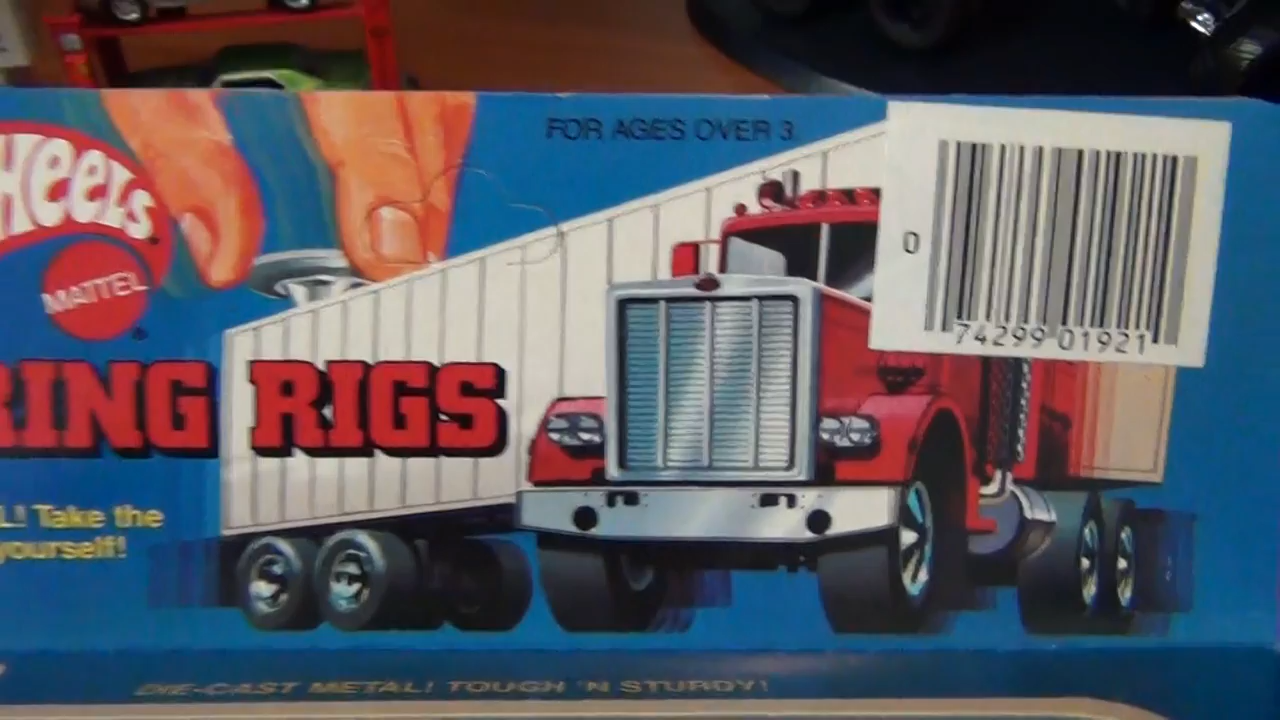 FOR AGES OVER 3
Heels
MATTEL
0
74299 01921
RING RIGS
L! Take the
yourself!
DIE-CAST METAL! TOUGH 'N STURDY!